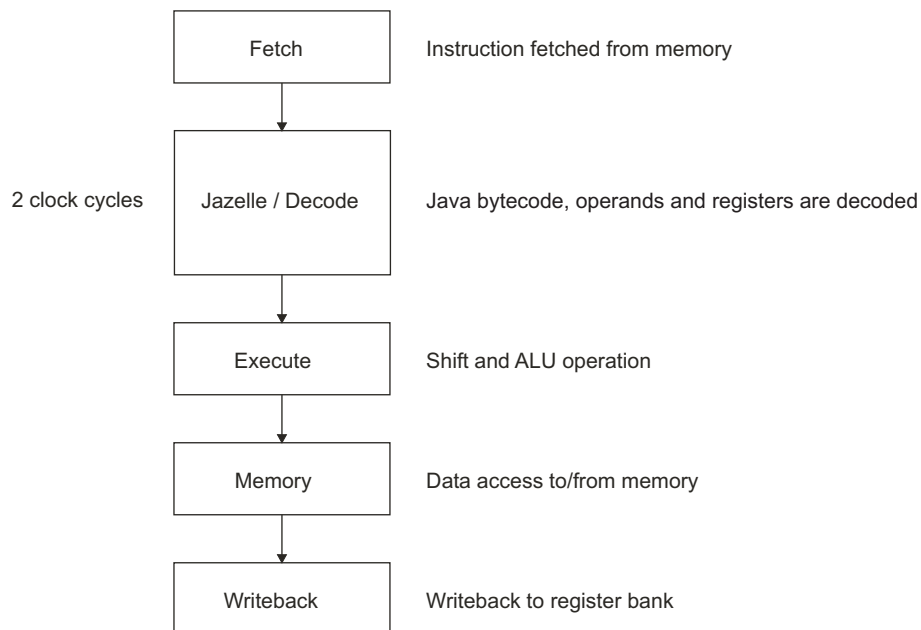 Fetch Instruction fetched from memory
2 clock cycles Jazelle / Decode Java bytecode, operands and registers are decoded
Execute Shift and ALU operation
Memory Data access to/from memory
Writeback Writeback to register bank